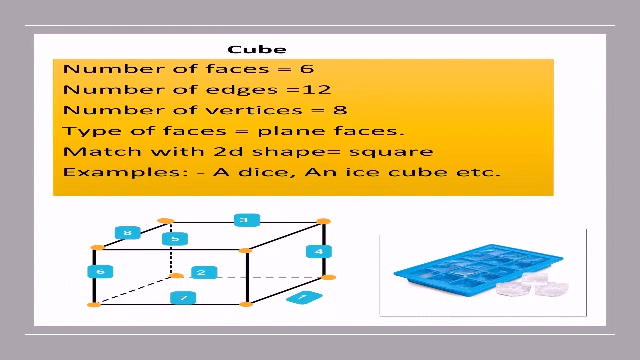 Cube
Number of faces = 6
Number of edges =12
Number of vertices = 8
Type of faces = plane faces.
Match with 2d shape= square
Examples: - A dice, An ice cube etc.
3
8
5
4
6
2
7
1